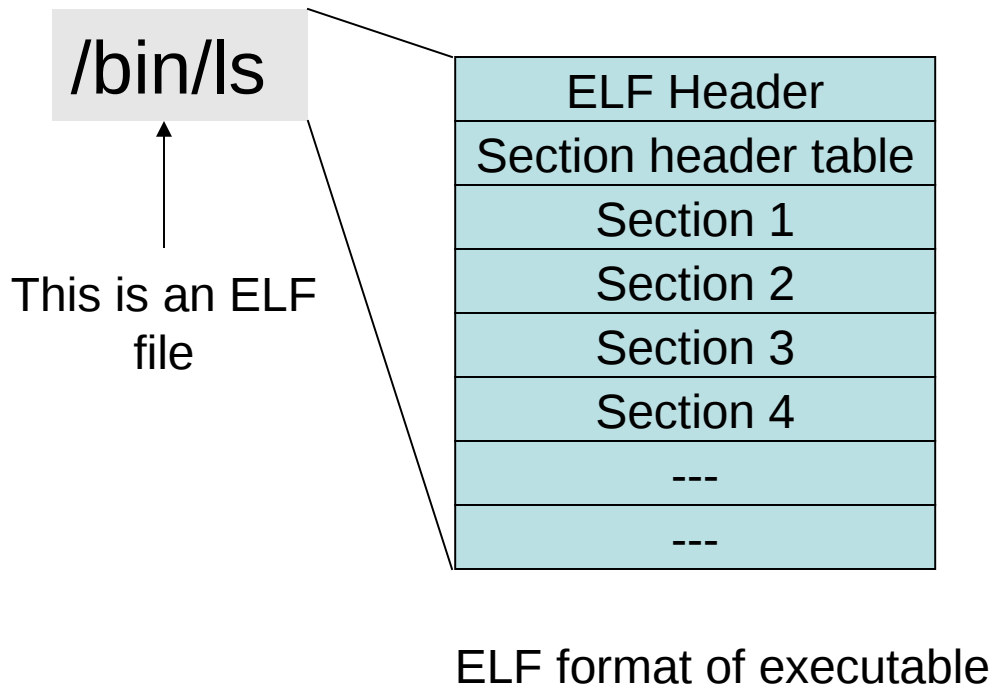 /bin/ls
This is an ELF
file
ELF Header
Section header table
Section 1
Section 2
Section 3
Section 4
---
---
ELF format of executable